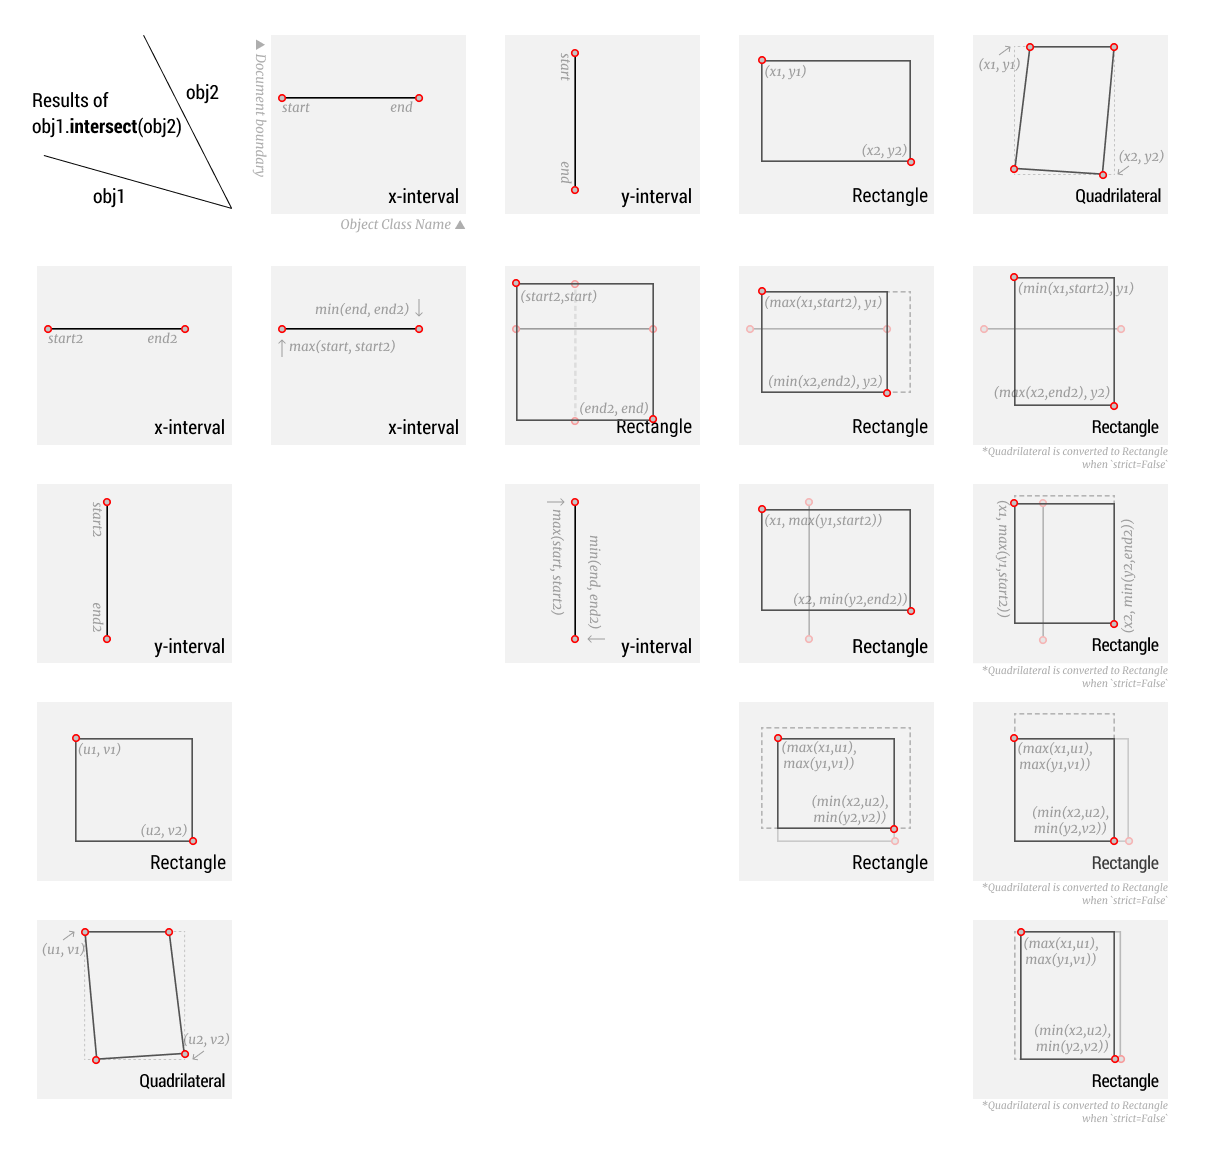 obj2
Results of
obj1.intersect(obj2)
obj1
▲ Document boundary
start
end
x-interval
Object Class Name ▲
start
end
y-interval
(x1, y1)
(x2, y2)
Rectangle
(x1, y1)
(x2, y2)
Quadrilateral
start2
end2
x-interval
min(end, end2)
max(start, start2)
x-interval
(start2,start)
(end2, end)
Rectangle
(max(x1,start2), y1)
(min(x2,end2), y2)
Rectangle
(min(x1,start2), y1)
(max(x2,end2), y2)
Rectangle
*Quadrilateral is converted to Rectangle
when `strict=False`
start2
end2
y-interval
max(start, start2)
min(end, end2)
y-interval
(x1, max(y1,start2))
(x2, min(y2,end2))
Rectangle
(x1, max(y1,start2))
(x2, min(y2,end2))
Rectangle
*Quadrilateral is converted to Rectangle
when `strict=False`
(u1, v1)
(u2, v2)
Rectangle
(max(x1,u1),
max(y1,v1))
(min(x2,u2),
min(y2,v2))
Rectangle
(max(x1,u1),
max(y1,v1))
(min(x2,u2),
min(y2,v2))
Rectangle
*Quadrilateral is converted to Rectangle
when `strict=False`
(u1, v1)
(u2, v2)
Quadrilateral
(max(x1,u1),
max(y1,v1))
(min(x2,u2),
min(y2,v2))
Rectangle
*Quadrilateral is converted to Rectangle
when `strict=False`